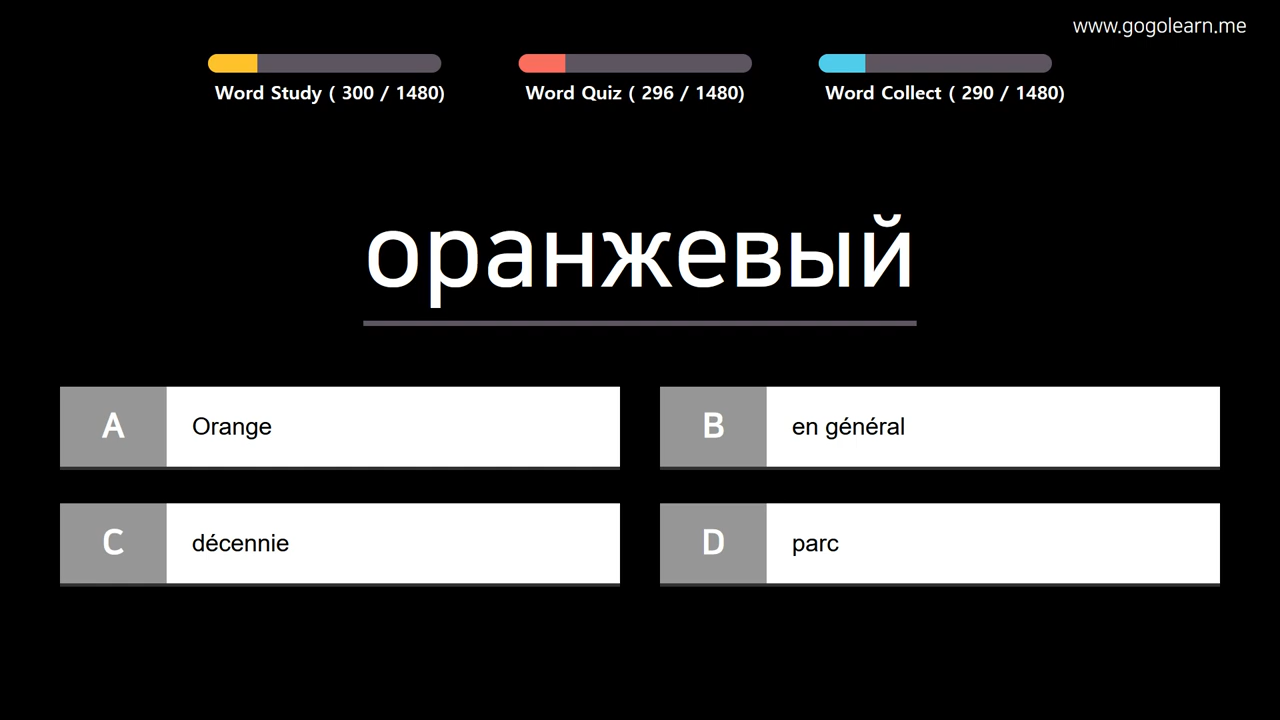 www.gogolearn.me
Word Study ( 300 / 1480)
Word Quiz ( 296 / 1480)
Word Collect ( 290 / 1480)
оранжевый
A Orange
B en général
C décennie
D parc